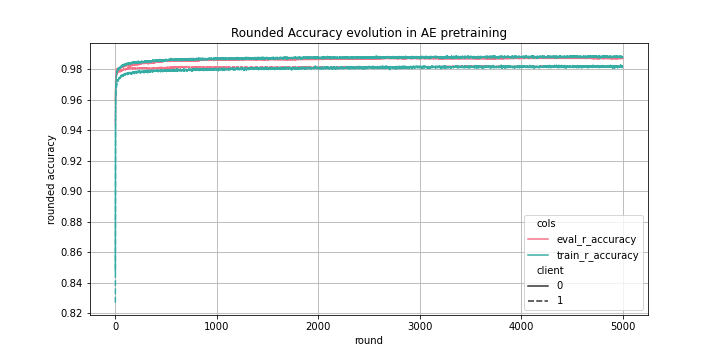 Rounded Accuracy evolution in AE pretraining
rounded accuracy
0.98
0.96
0.94
0.92
0.90
0.88
0.86
0.84
0.82
cols
eval_r_accuracy
train_r_accuracy
client
0
1
0
1000
2000
3000
4000
5000
round